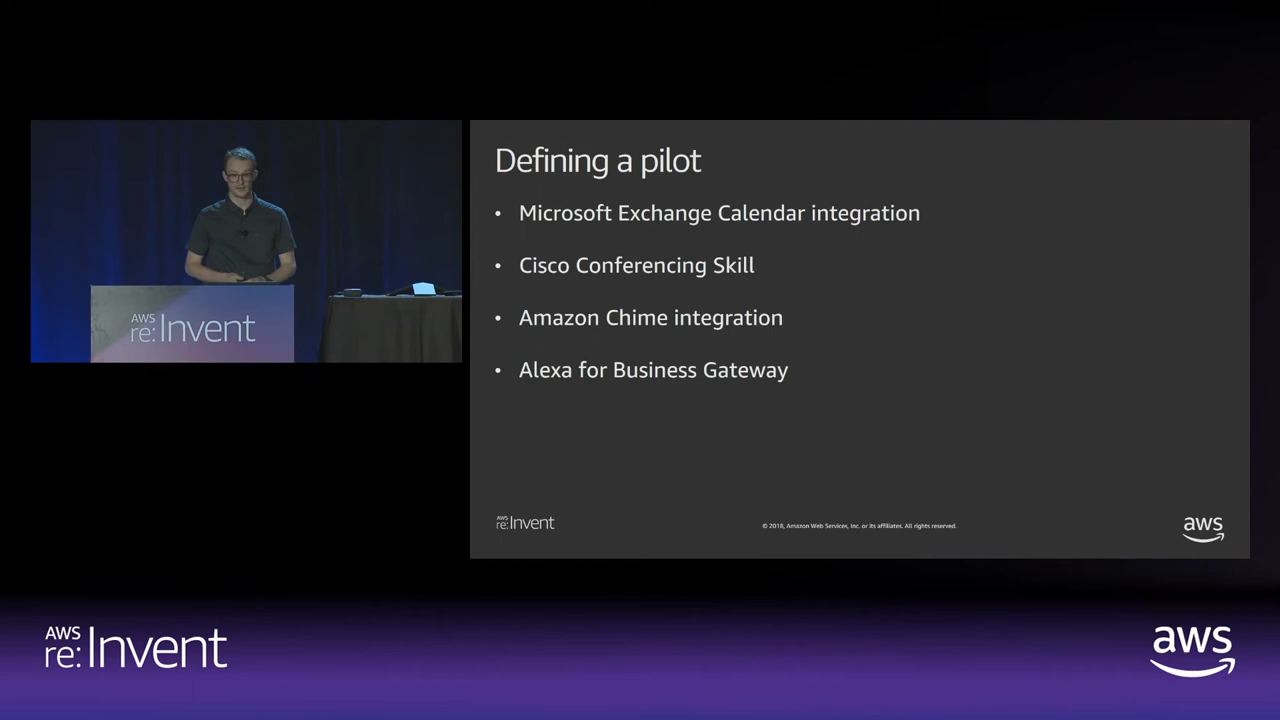 AWS
re:Invent
Defining a pilot
• Microsoft Exchange Calendar integration
• Cisco Conferencing Skill
• Amazon Chime integration
• Alexa for Business Gateway
AWS
re:Invent
© 2018, Amazon Web Services, Inc. or its affiliates. All rights reserved.
aws
AWS
re:Invent
aws